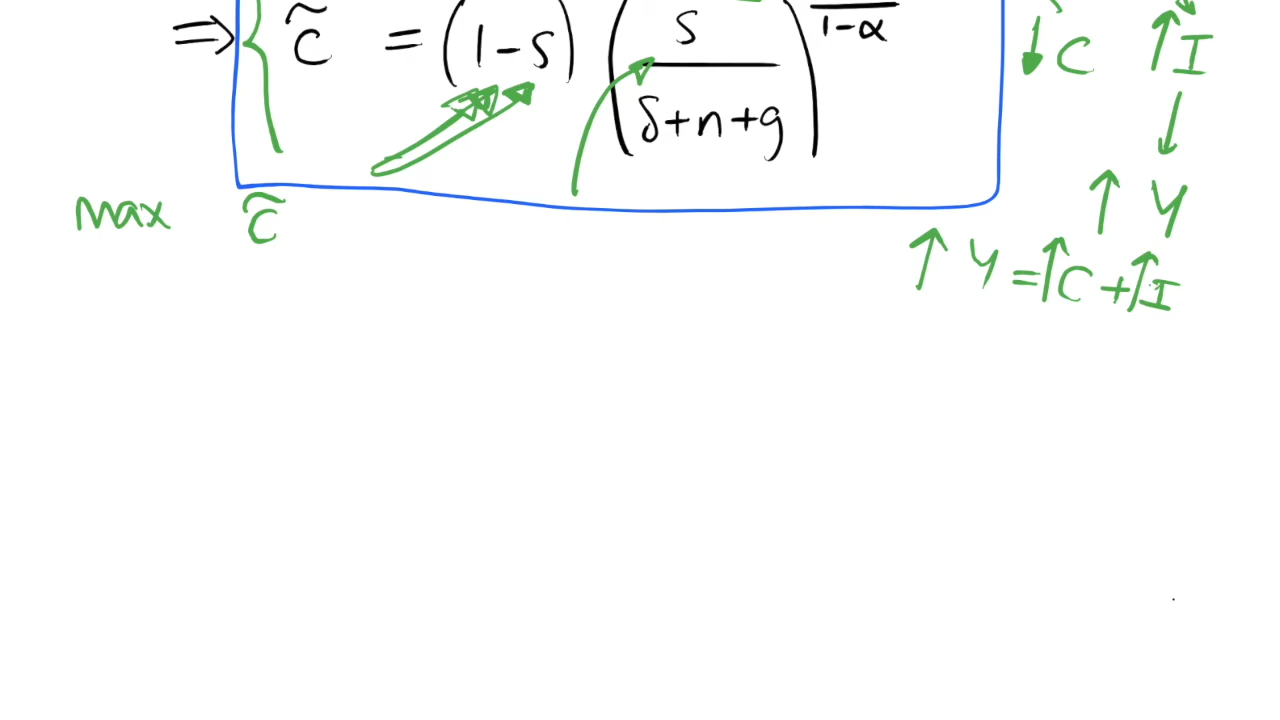 ⇒ { c̃ = (1-s) (s / δ+n+g)^{/ 1-α}
↓ C ↑ I
↓
↑ Y
max c̃
↑ Y = ↑C + ↑I